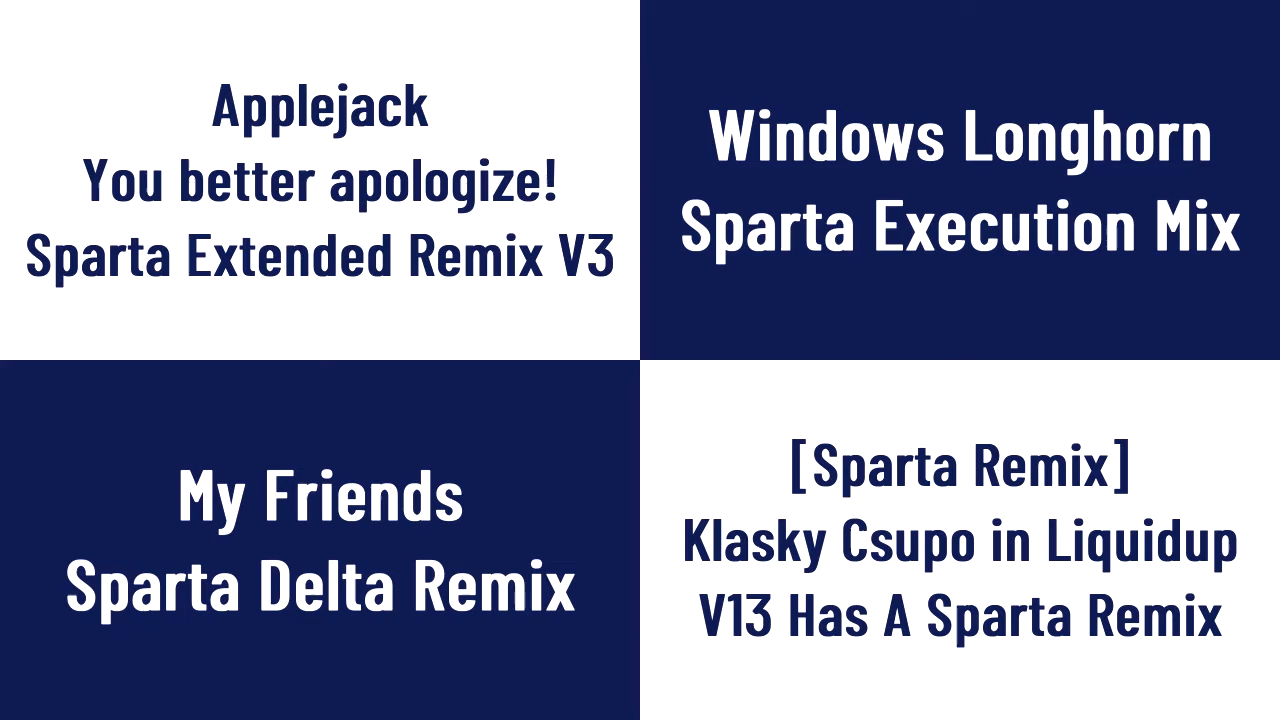 Applejack
You better apologize!
Sparta Extended Remix V3
Windows Longhorn
Sparta Execution Mix
My Friends
Sparta Delta Remix
[Sparta Remix]
Klasky Csupo in Liquidup
V13 Has A Sparta Remix